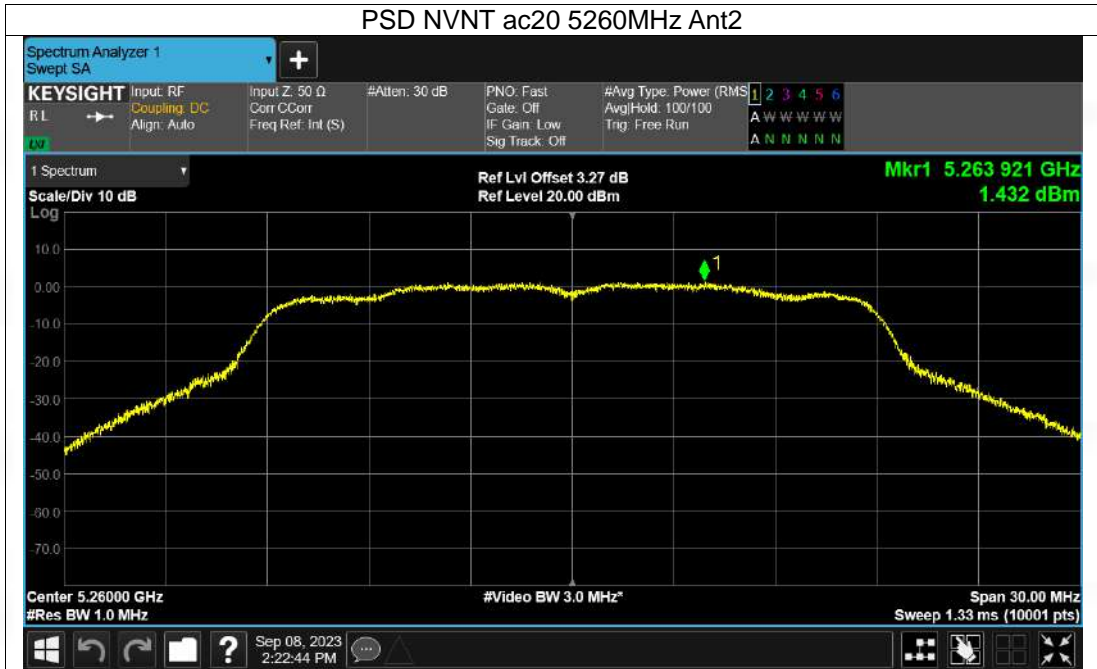 PSD NVNT ac20 5260MHz Ant2
Spectrum Analyzer 1
Swept SA
+
KEYSIGHT
RL
LXI
Input: RF
Coupling: DC
Align: Auto
Input Z: 50 Ω
Corr CCorr
Freq Ref: Int (S)
#Atten: 30 dB
PNO: Fast
Gate: Off
IF Gain: Low
Sig Track: Off
#Avg Type: Power (RMS
Avg|Hold: 100/100
Trig: Free Run
1 2 3 4 5 6
A W W W W W
A N N N N N
1 Spectrum
Scale/Div 10 dB
Log
Ref Lvl Offset 3.27 dB
Ref Level 20.00 dBm
Mkr1 5.263 921 GHz
1.432 dBm
1
10.0
0.00
-10.0
-20.0
-30.0
-40.0
-50.0
-60.0
-70.0
Center 5.26000 GHz
#Res BW 1.0 MHz
#Video BW 3.0 MHz*
Span 30.00 MHz
Sweep 1.33 ms (10001 pts)
?
Sep 08, 2023
2:22:44 PM